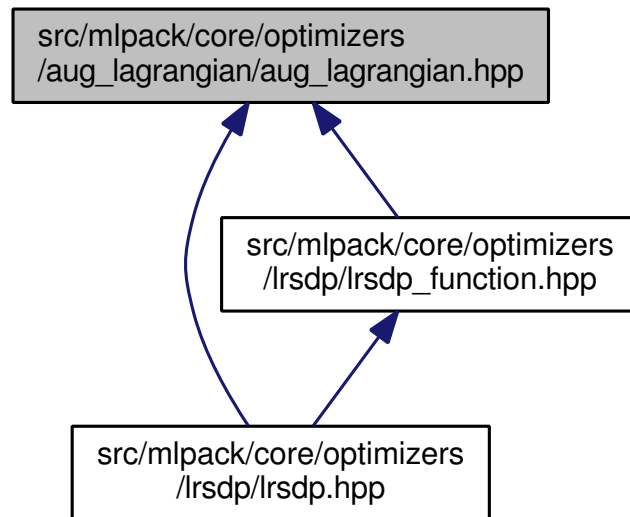 src/mlpack/core/optimizers
/aug_lagrangian/aug_lagrangian.hpp
src/mlpack/core/optimizers
/lrsdp/lrsdp_function.hpp
src/mlpack/core/optimizers
/lrsdp/lrsdp.hpp